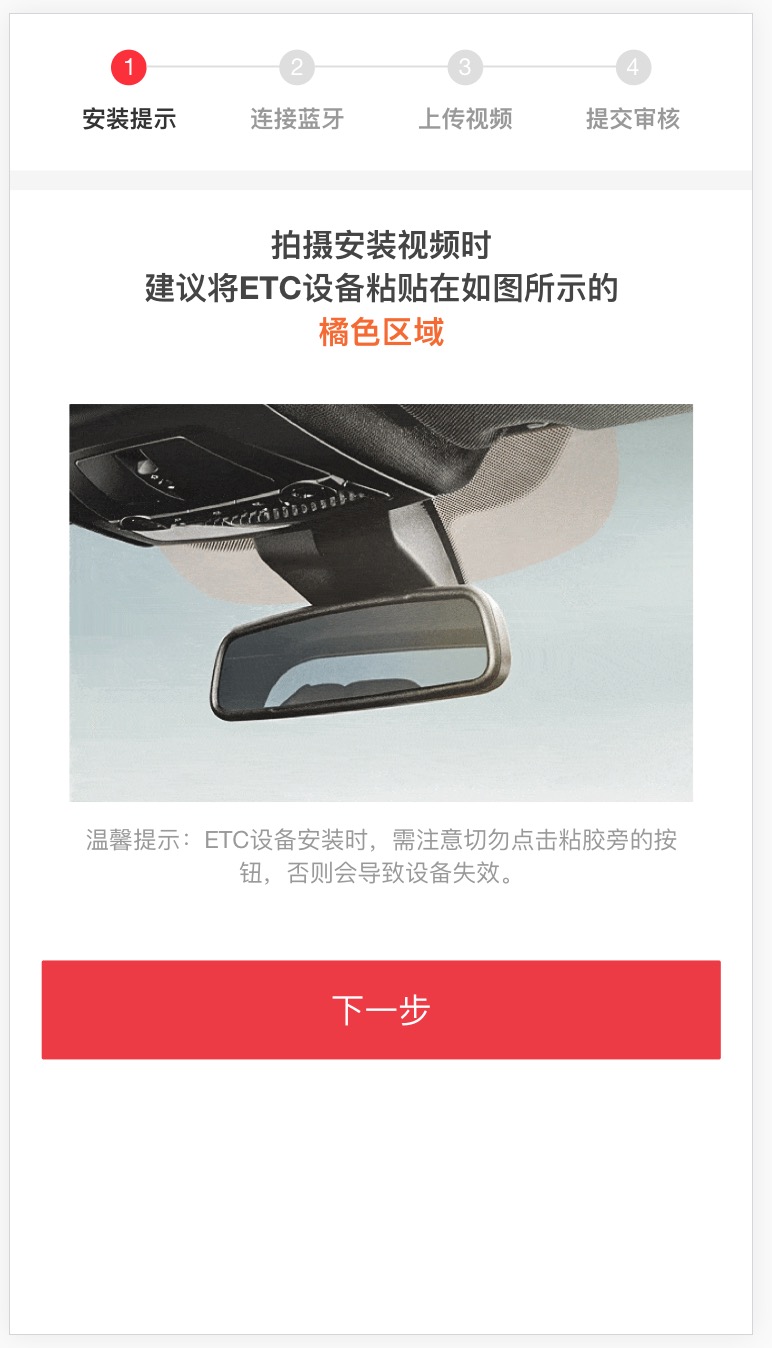 1
2
3
4
安装提示
连接蓝牙
上传视频
提交审核
拍摄安装视频时
建议将ETC设备粘贴在如图所示的
橘色区域
温馨提示：ETC设备安装时，需注意切勿点击粘胶旁的按
钮，否则会导致设备失效。
下一步